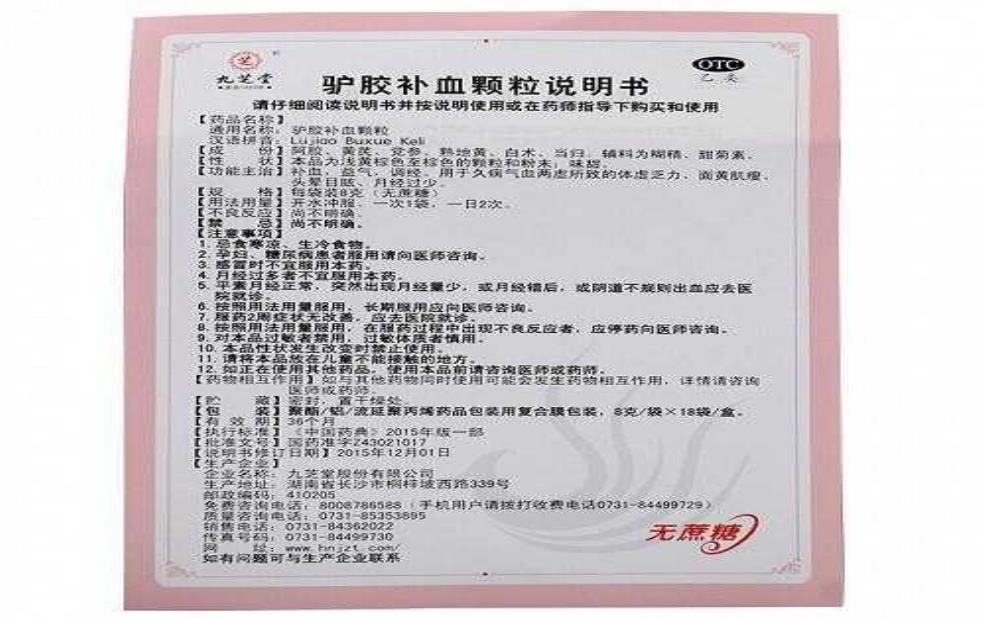 九芝堂
OTC
乙类
驴胶补血颗粒说明书
请仔细阅读说明书并按说明使用或在药师指导下购买和使用
【药品名称】
通用名称：驴胶补血颗粒
汉语拼音：Lujiao Buxue Keli
【成 份】阿胶、黄芪、党参、熟地黄、白术、当归。辅料为糊精、甜菊素。
【性 状】本品为浅黄棕色至棕色的颗粒和粉末；味甜。
【功能主治】补血，益气，调经。用于久病气血两虚所致的体虚乏力、面黄肌瘦、
头晕目眩、月经过少。
【规 格】每袋装8克（无蔗糖）
【用法用量】开水冲服。一次1袋，一日2次。
【不良反应】尚不明确。
【禁 忌】尚不明确。
【注意事项】
1. 忌食寒凉、生冷食物。
2. 孕妇、糖尿病患者服用请向医师咨询。
3. 感冒时不宜服用本药。
4. 月经过多者不宜服用本药。
5. 平素月经正常，突然出现月经量少，或月经错后，或阴道不规则出血应去医
院就诊。
6. 按照用法用量服用，长期服用应向医师咨询。
7. 服药2周症状无改善，应去医院就诊。
8. 按照用法用量服用，在服药过程中出现不良反应者，应停药向医师咨询。
9. 对本品过敏者禁用，过敏体质者慎用。
10. 本品性状发生改变时禁止使用。
11. 请将本品放在儿童不能接触的地方。
12. 如正在使用其他药品，使用本品前请咨询医师或药师。
【药物相互作用】如与其他药物同时使用可能会发生药物相互作用，详情请咨询
医师或药师。
【贮 藏】密封，置干燥处。
【包 装】聚酯/铝/流延聚丙烯药品包装用复合膜包装，8克/袋×18袋/盒。
【有 效 期】36个月
【执行标准】《中国药典》2015年版一部
【批准文号】国药准字Z43021017
【说明书修订日期】2015年12月01日
【生产企业】
企业名称：九芝堂股份有限公司
生产地址：湖南省长沙市桐梓坡西路339号
邮政编码：410205
免费咨询电话：8008786588（手机用户请拨打收费电话0731-84499729）
质量咨询电话：0731-85353895
销售电话：0731-84362022
传真号码：0731-84499730
网 址：www.hnjzt.com/
如有问题可与生产企业联系
无蔗糖